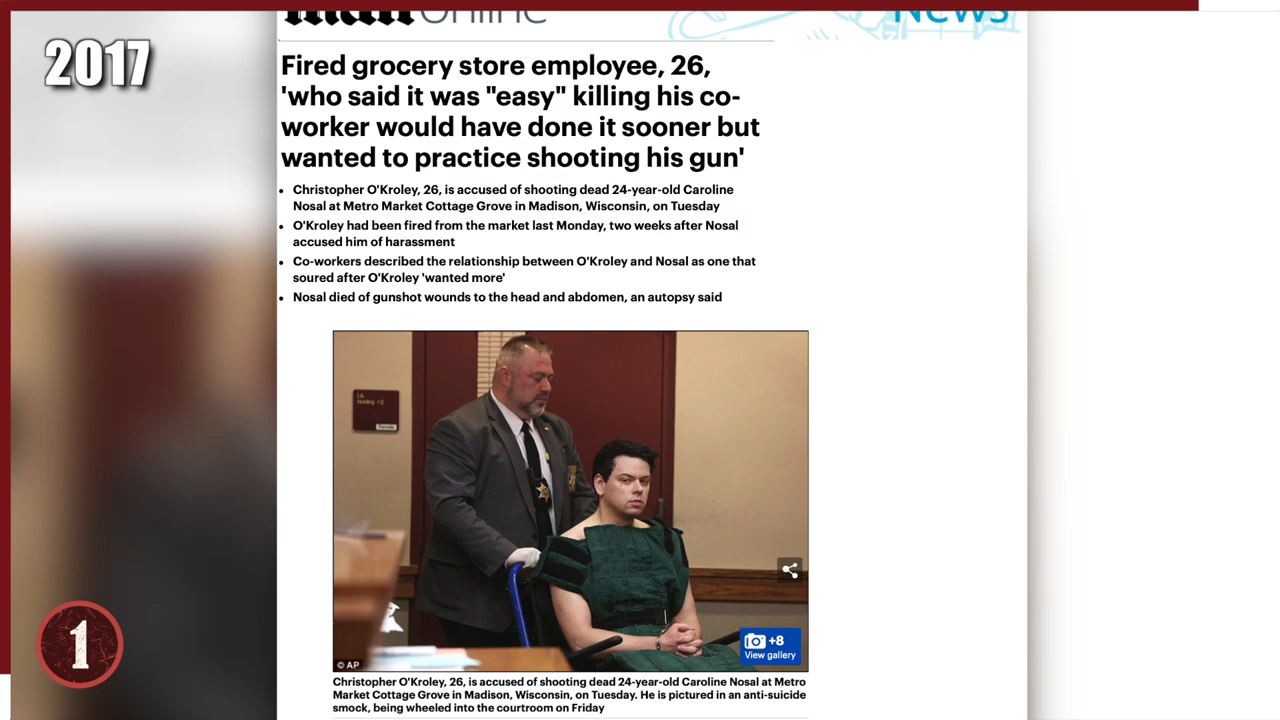 2017
Online
News
Fired grocery store employee, 26,
'who said it was "easy" killing his co-
worker would have done it sooner but
wanted to practice shooting his gun'
• Christopher O'Kroley, 26, is accused of shooting dead 24-year-old Caroline
Nosal at Metro Market Cottage Grove in Madison, Wisconsin, on Tuesday
• O'Kroley had been fired from the market last Monday, two weeks after Nosal
accused him of harassment
• Co-workers described the relationship between O'Kroley and Nosal as one that
soured after O'Kroley 'wanted more'
• Nosal died of gunshot wounds to the head and abdomen, an autopsy said
Holding #2
Female
+8
View gallery
© AP
1
Christopher O'Kroley, 26, is accused of shooting dead 24-year-old Caroline Nosal at Metro
Market Cottage Grove in Madison, Wisconsin, on Tuesday. He is pictured in an anti-suicide
smock, being wheeled into the courtroom on Friday